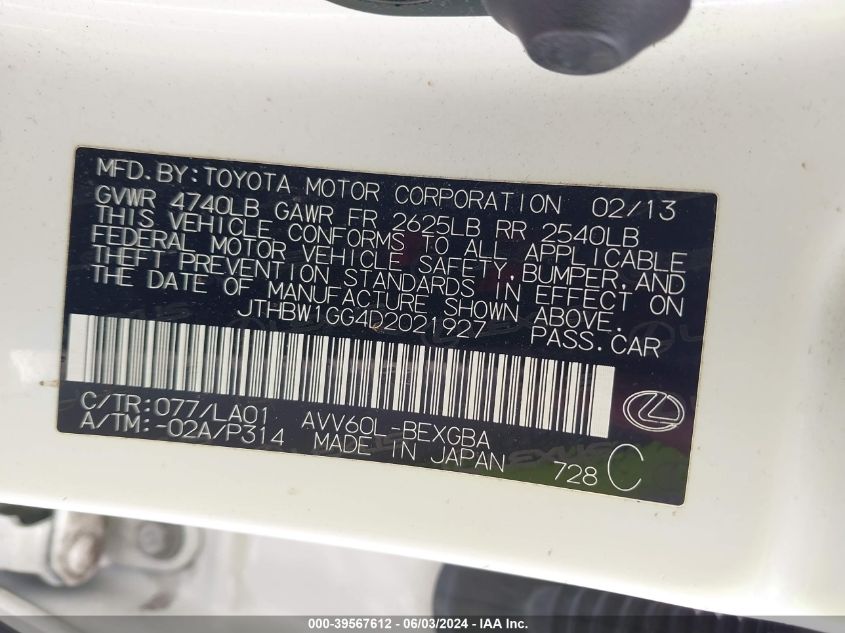 MFD.BY:TOYOTA MOTOR CORPORATION 02/13
GVWR 4740LB GAWR FR 2625LB RR 2540LB
THIS VEHICLE CONFORMS TO ALL APPLICABLE
FEDERAL MOTOR VEHICLE SAFETY,BUMPER,AND
THEFT PREVENTION STANDARDS IN EFFECT ON
THE DATE OF MANUFACTURE SHOWN ABOVE.
JTHBW1GG4D2021927 PASS.CAR
C/TR:077/LA01 AVV60L-BEXGBA
A/TM:-02A/P314 MADE IN JAPAN 728 C
000-39567612 / 06/03/2024 - IAA Inc.